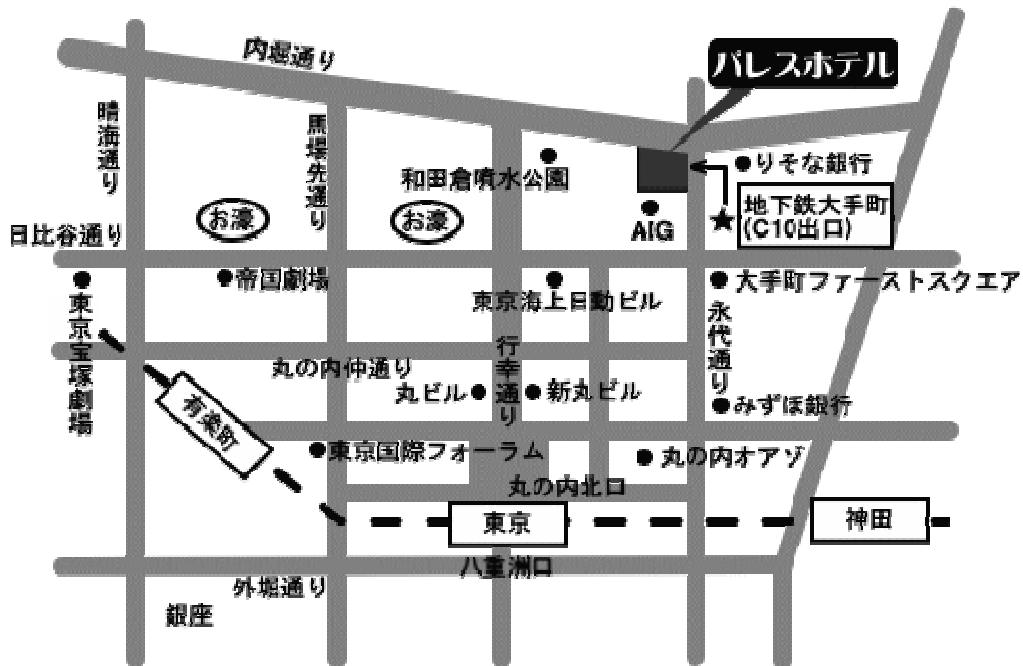 内堀通り
パレスホテル
晴海通り
馬場先通り
和田倉噴水公園
りそな銀行
お濠
お濠
AIG
地下鉄大手町
(C10出口)
日比谷通り
帝国劇場
東京海上日動ビル
大手町ファーストスクエア
東京宝塚劇場
永代通り
行幸通り
丸の内仲通り
丸ビル
新丸ビル
みずほ銀行
有楽町
東京国際フォーラム
丸の内オアゾ
丸の内北口
東京
神田
八重洲口
外堀通り
銀座